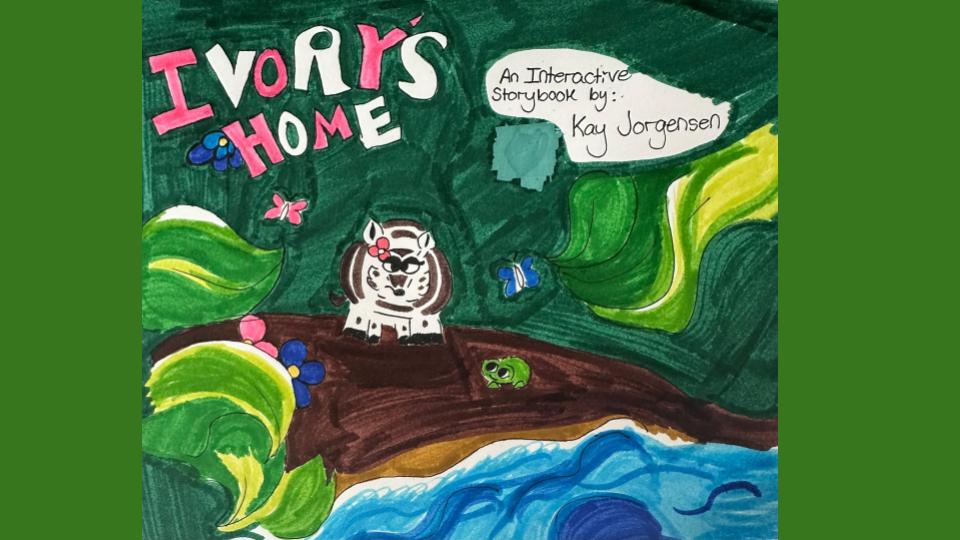 IVORY'S
HOME
An Interactive
Storybook by:
Kay Jorgensen